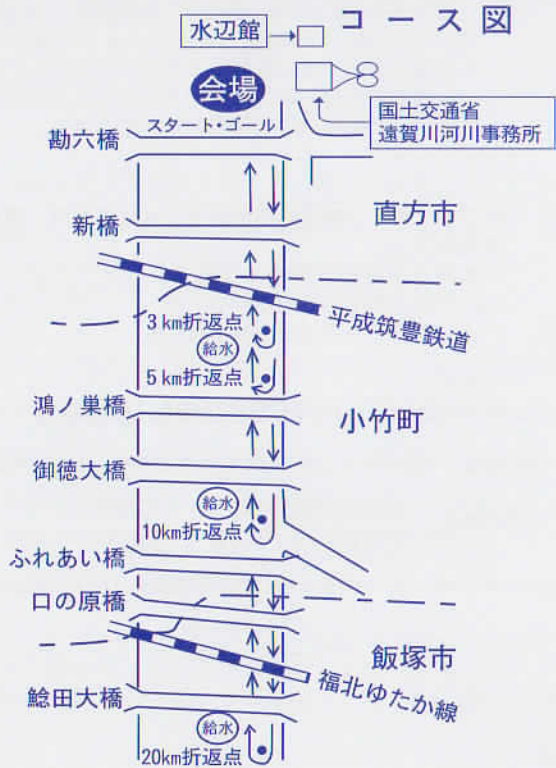 コース図
水辺館
会場
スタート・ゴール
国土交通省
遠賀川河川事務所
勘六橋
直方市
新橋
平成筑豊鉄道
3km折返点
給水
5km折返点
鴻ノ巣橋
小竹町
御徳大橋
給水
10km折返点
ふれあい橋
口の原橋
飯塚市
福北ゆたか線
鯰田大橋
給水
20km折返点